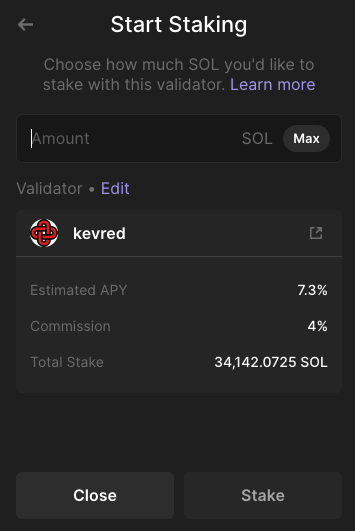 Start Staking
Choose how much SOL you'd like to
stake with this validator. Learn more
Amount SOL Max
Validator • Edit
kevred
Estimated APY 7.3%
Commission 4%
Total Stake 34,142.0725 SOL
Close Stake